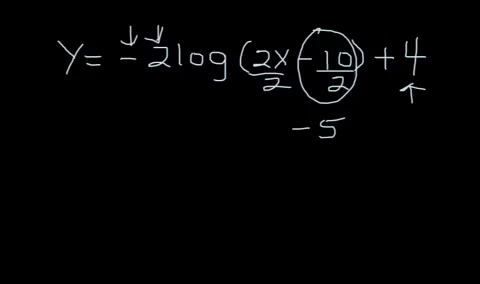 Y = -2log(2x/2 - 10/2) + 4
-5